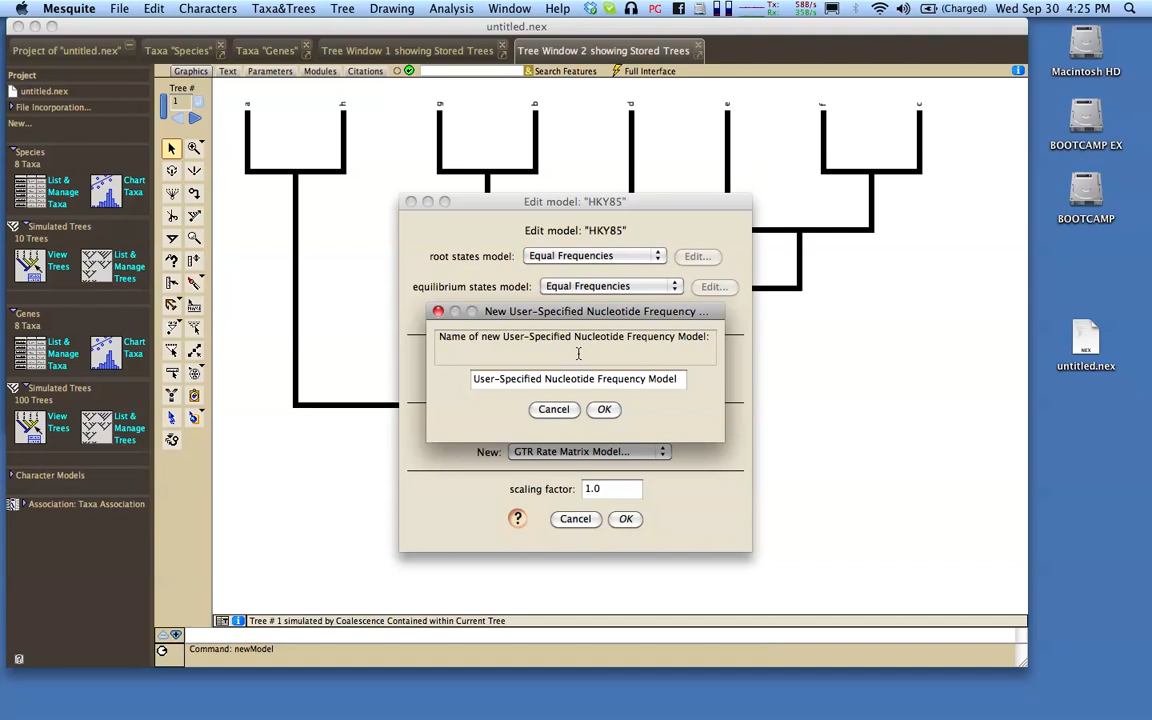 Mesquite File Edit Characters Taxa&Trees Tree Drawing Analysis Window Help PG Tx: 58B/s Rx: 35B/s (Charged) Wed Sep 30 4:25 PM
untitled.nex
Project of "untitled.nex" Taxa "Species" Taxa "Genes" Tree Window 1 showing Stored Trees Tree Window 2 showing Stored Trees
Project
untitled.nex
File Incorporation...
New...
Species
8 Taxa
List & Manage Taxa
Chart Taxa
Simulated Trees
10 Trees
View Trees
List & Manage Trees
Genes
8 Taxa
List & Manage Taxa
Chart Taxa
Simulated Trees
100 Trees
View Trees
List & Manage Trees
Character Models
Association: Taxa Association
Graphics Text Parameters Modules Citations & Search Features Full Interface
Tree #
1
a h g b d e f c
Edit model: "HKY85"
Edit model: "HKY85"
root states model: Equal Frequencies Edit...
equilibrium states model: Equal Frequencies Edit...
New User-Specified Nucleotide Frequency ...
Name of new User-Specified Nucleotide Frequency Model:
User-Specified Nucleotide Frequency Model
Cancel OK
New: GTR Rate Matrix Model...
scaling factor: 1.0
? Cancel OK
Tree # 1 simulated by Coalescence Contained within Current Tree
Command: newModel
Macintosh HD
BOOTCAMP EX
BOOTCAMP
NEX
untitled.nex